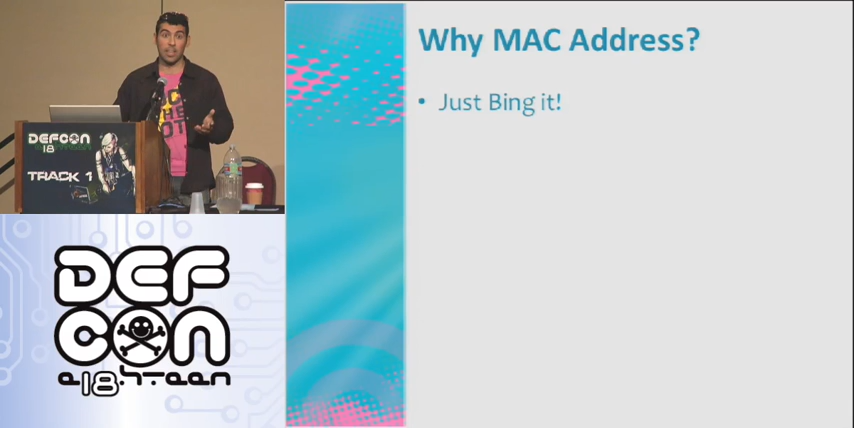 Why MAC Address?
• Just Bing it!
DEFCON
18
TRACK 1
DEF
CON
e18hteen